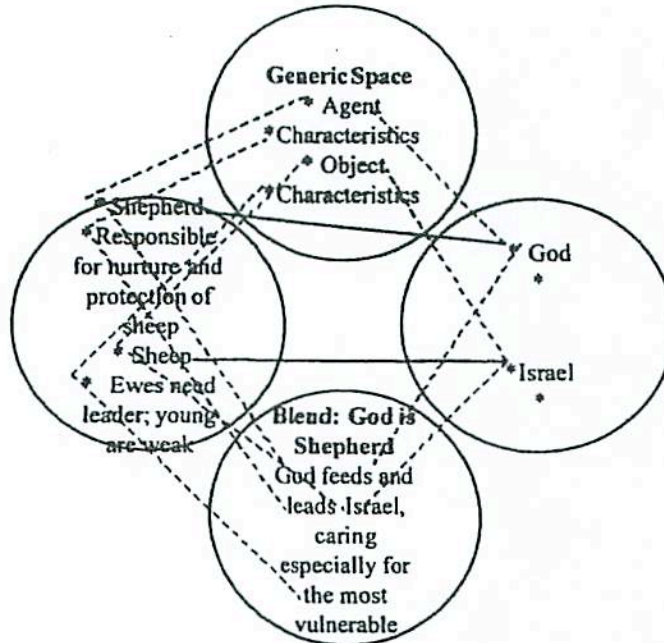 Generic Space
* Agent
* Characteristics
* Object
* Characteristics
* Shepherd
* Responsible
for nurture and
protection of
sheep
* Sheep
* Ewes need
leader; young
are weak
* God
*
* Israel
*
Blend: God is
Shepherd
God feeds and
leads Israel,
caring
especially for
the most
vulnerable